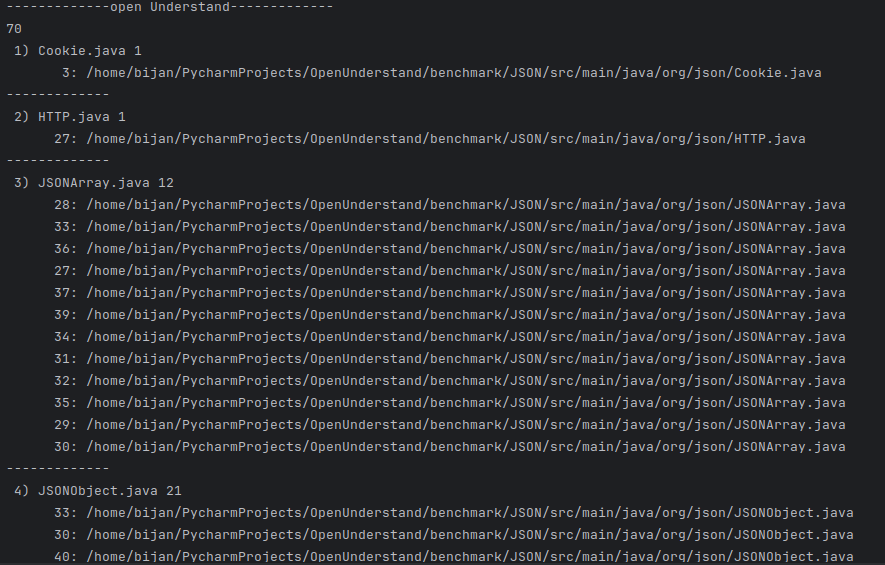 -------------open Understand-------------
70
1) Cookie.java 1
3: /home/bijan/PycharmProjects/OpenUnderstand/benchmark/JSON/src/main/java/org/json/Cookie.java
-------------
2) HTTP.java 1
27: /home/bijan/PycharmProjects/OpenUnderstand/benchmark/JSON/src/main/java/org/json/HTTP.java
-------------
3) JSONArray.java 12
28: /home/bijan/PycharmProjects/OpenUnderstand/benchmark/JSON/src/main/java/org/json/JSONArray.java
33: /home/bijan/PycharmProjects/OpenUnderstand/benchmark/JSON/src/main/java/org/json/JSONArray.java
36: /home/bijan/PycharmProjects/OpenUnderstand/benchmark/JSON/src/main/java/org/json/JSONArray.java
27: /home/bijan/PycharmProjects/OpenUnderstand/benchmark/JSON/src/main/java/org/json/JSONArray.java
37: /home/bijan/PycharmProjects/OpenUnderstand/benchmark/JSON/src/main/java/org/json/JSONArray.java
39: /home/bijan/PycharmProjects/OpenUnderstand/benchmark/JSON/src/main/java/org/json/JSONArray.java
34: /home/bijan/PycharmProjects/OpenUnderstand/benchmark/JSON/src/main/java/org/json/JSONArray.java
31: /home/bijan/PycharmProjects/OpenUnderstand/benchmark/JSON/src/main/java/org/json/JSONArray.java
32: /home/bijan/PycharmProjects/OpenUnderstand/benchmark/JSON/src/main/java/org/json/JSONArray.java
35: /home/bijan/PycharmProjects/OpenUnderstand/benchmark/JSON/src/main/java/org/json/JSONArray.java
29: /home/bijan/PycharmProjects/OpenUnderstand/benchmark/JSON/src/main/java/org/json/JSONArray.java
30: /home/bijan/PycharmProjects/OpenUnderstand/benchmark/JSON/src/main/java/org/json/JSONArray.java
-------------
4) JSONObject.java 21
33: /home/bijan/PycharmProjects/OpenUnderstand/benchmark/JSON/src/main/java/org/json/JSONObject.java
30: /home/bijan/PycharmProjects/OpenUnderstand/benchmark/JSON/src/main/java/org/json/JSONObject.java
40: /home/bijan/PycharmProjects/OpenUnderstand/benchmark/JSON/src/main/java/org/json/JSONObject.java